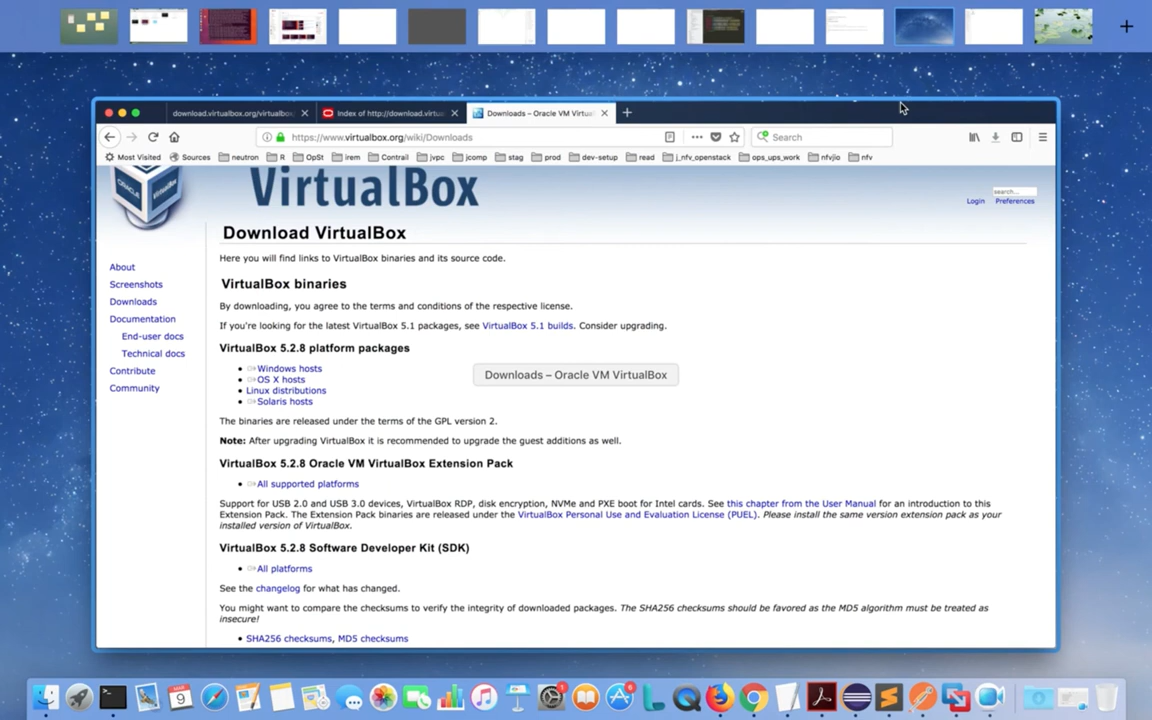 download.virtualbox.org/virtualbox
Index of http://download.virtua
Downloads – Oracle VM Virtua
https://www.virtualbox.org/wiki/Downloads
Search
Most Visited Sources neutron R OpSt irem Contrail jvpc jcomp stag prod dev-setup read j_nfv_openstack ops_ups_work nfvjio nfv
ORACLE
VirtualBox
search...
Login Preferences
Download VirtualBox
Here you will find links to VirtualBox binaries and its source code.
About
Screenshots
Downloads
Documentation
End-user docs
Technical docs
Contribute
Community
VirtualBox binaries
By downloading, you agree to the terms and conditions of the respective license.
If you're looking for the latest VirtualBox 5.1 packages, see VirtualBox 5.1 builds. Consider upgrading.
VirtualBox 5.2.8 platform packages
Windows hosts
OS X hosts
Linux distributions
Solaris hosts
Downloads – Oracle VM VirtualBox
The binaries are released under the terms of the GPL version 2.
Note: After upgrading VirtualBox it is recommended to upgrade the guest additions as well.
VirtualBox 5.2.8 Oracle VM VirtualBox Extension Pack
All supported platforms
Support for USB 2.0 and USB 3.0 devices, VirtualBox RDP, disk encryption, NVMe and PXE boot for Intel cards. See this chapter from the User Manual for an introduction to this
Extension Pack. The Extension Pack binaries are released under the VirtualBox Personal Use and Evaluation License (PUEL). Please install the same version extension pack as your
installed version of VirtualBox.
VirtualBox 5.2.8 Software Developer Kit (SDK)
All platforms
See the changelog for what has changed.
You might want to compare the checksums to verify the integrity of downloaded packages. The SHA256 checksums should be favored as the MD5 algorithm must be treated as
insecure!
SHA256 checksums, MD5 checksums
9